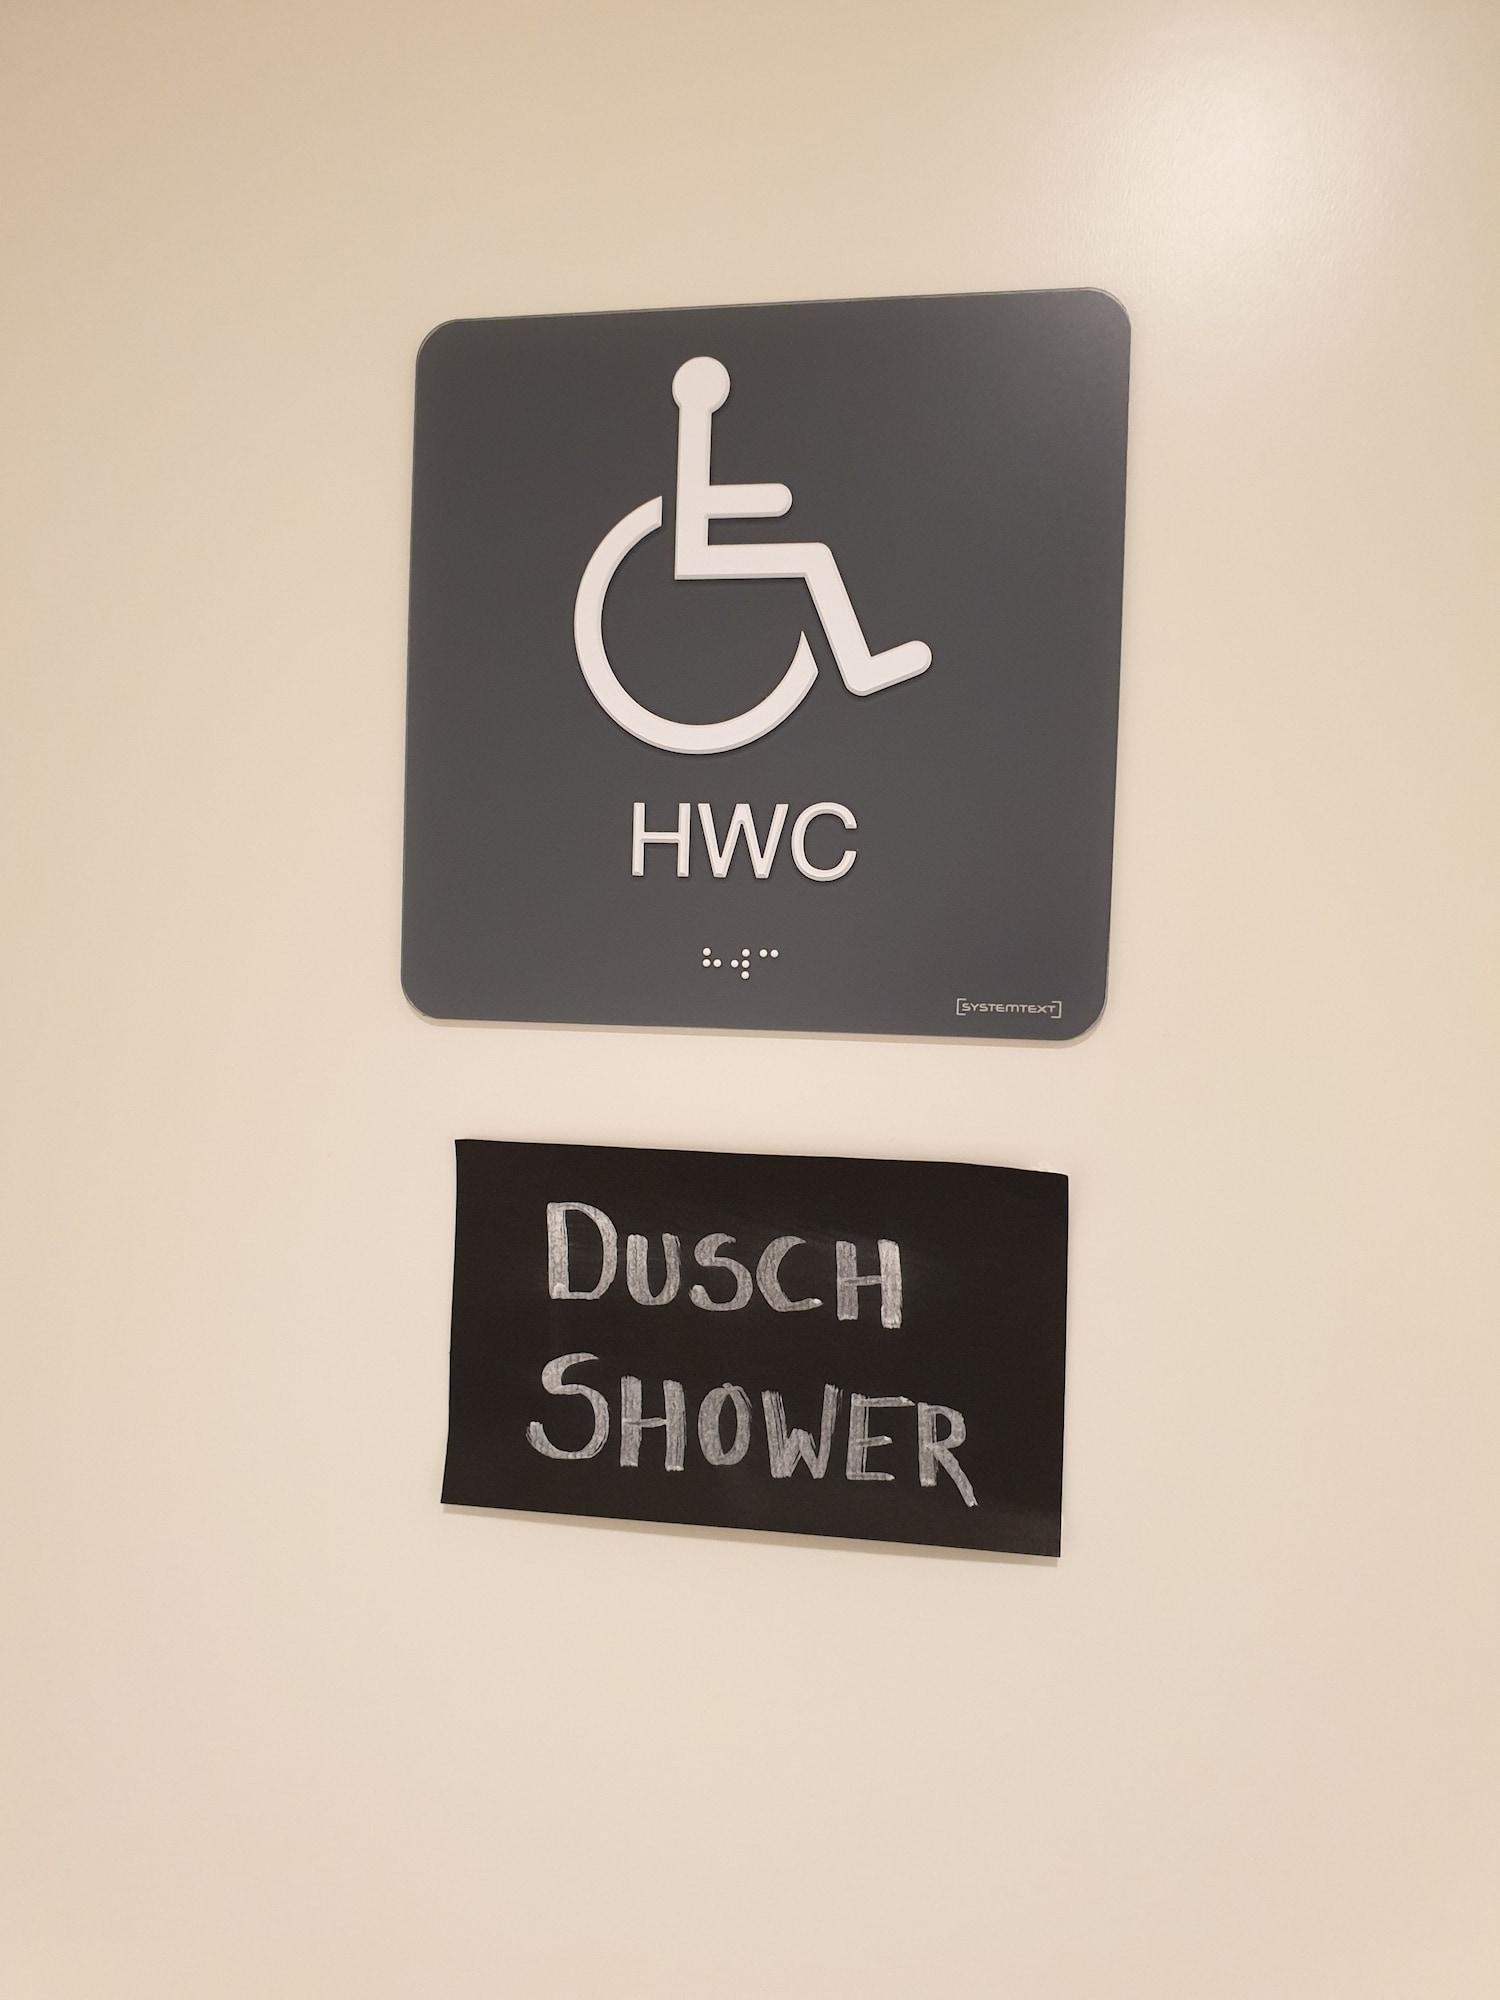 HWC
⠓⠺⠉
[SYSTEMTEXT]
DUSCH
SHOWER